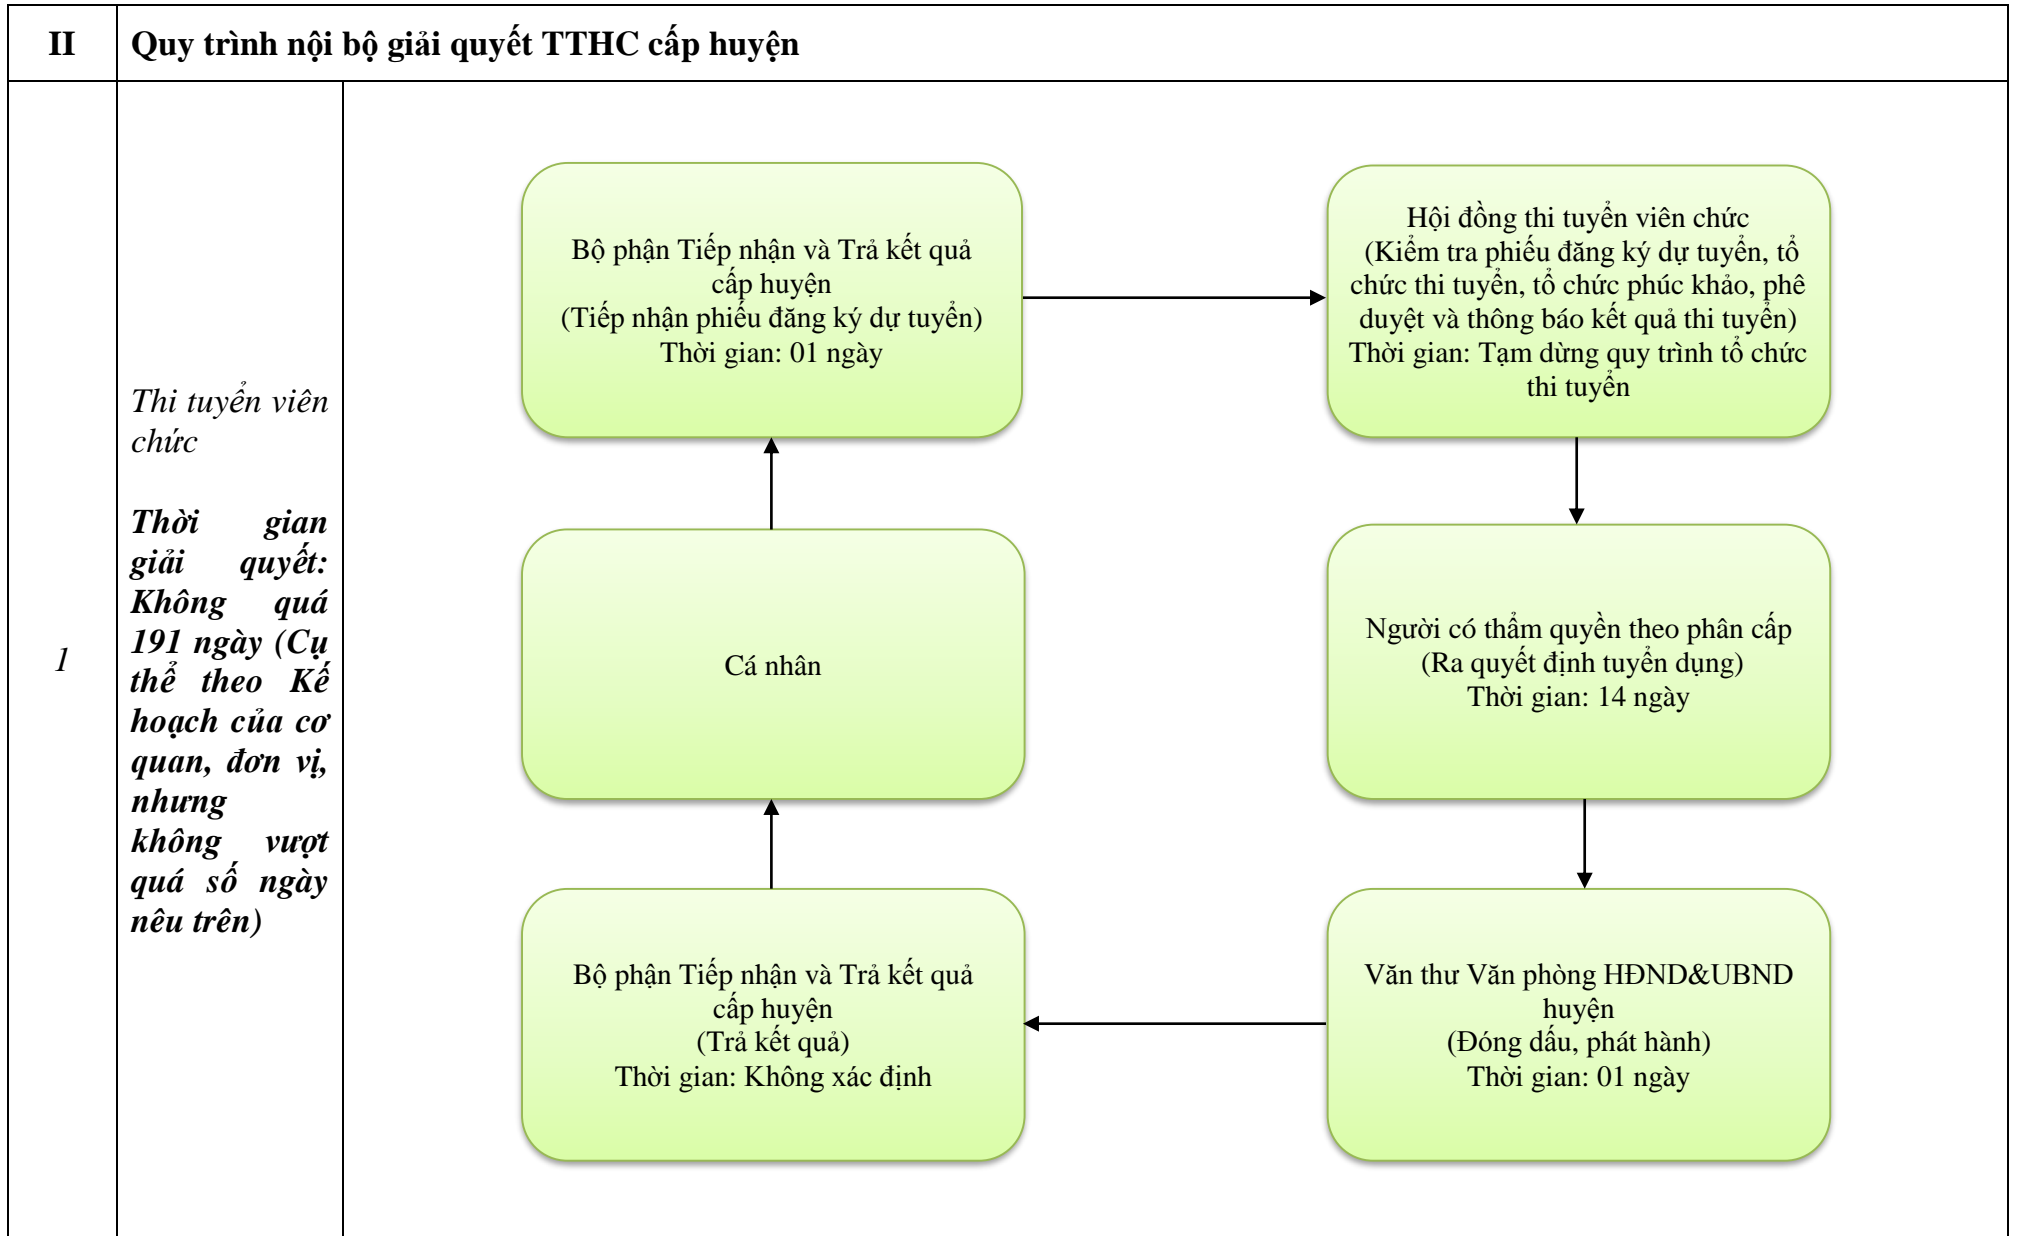 II
Quy trình nội bộ giải quyết TTHC cấp huyện
1
Thi tuyển viên
chức
Thời gian
giải quyết:
Không quá
191 ngày (Cụ
thể theo Kế
hoạch của cơ
quan, đơn vị,
nhưng
không vượt
quá số ngày
nêu trên)
Bộ phận Tiếp nhận và Trả kết quả
cấp huyện
(Tiếp nhận phiếu đăng ký dự tuyển)
Thời gian: 01 ngày
Hội đồng thi tuyển viên chức
(Kiểm tra phiếu đăng ký dự tuyển, tổ
chức thi tuyển, tổ chức phúc khảo, phê
duyệt và thông báo kết quả thi tuyển)
Thời gian: Tạm dừng quy trình tổ chức
thi tuyển
Cá nhân
Người có thẩm quyền theo phân cấp
(Ra quyết định tuyển dụng)
Thời gian: 14 ngày
Bộ phận Tiếp nhận và Trả kết quả
cấp huyện
(Trả kết quả)
Thời gian: Không xác định
Văn thư Văn phòng HĐND&UBND
huyện
(Đóng dấu, phát hành)
Thời gian: 01 ngày